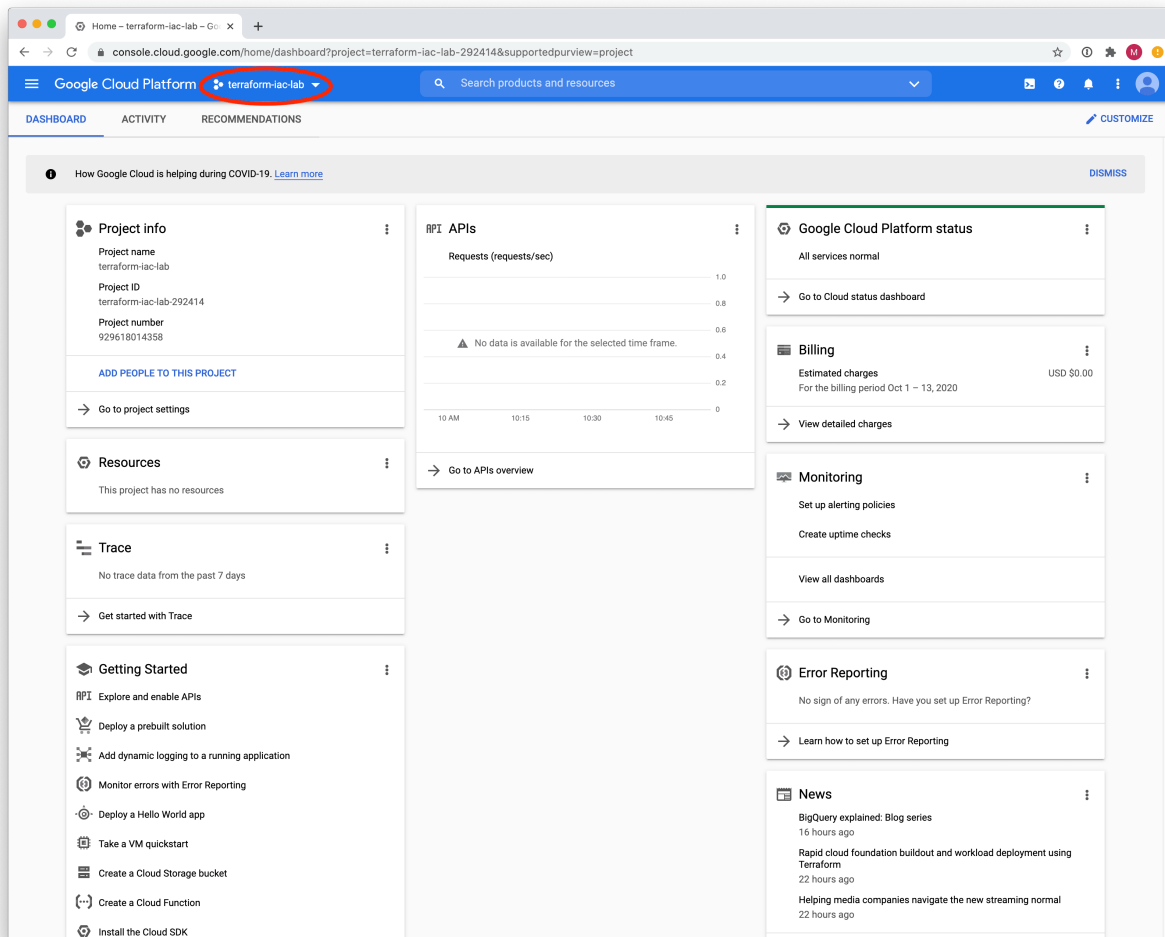 Home – terraform-iac-lab – Go
console.cloud.google.com/home/dashboard?project=terraform-iac-lab-292414&supportedpurview=project
M
Google Cloud Platform
terraform-iac-lab
Search products and resources
DASHBOARD
ACTIVITY
RECOMMENDATIONS
CUSTOMIZE
How Google Cloud is helping during COVID-19. Learn more
DISMISS
Project info
Project name
terraform-iac-lab
Project ID
terraform-iac-lab-292414
Project number
929618014358
ADD PEOPLE TO THIS PROJECT
Go to project settings
Resources
This project has no resources
Trace
No trace data from the past 7 days
Get started with Trace
Getting Started
API Explore and enable APIs
Deploy a prebuilt solution
Add dynamic logging to a running application
Monitor errors with Error Reporting
Deploy a Hello World app
Take a VM quickstart
Create a Cloud Storage bucket
Create a Cloud Function
Install the Cloud SDK
API APIs
Requests (requests/sec)
1.0
0.8
0.6
No data is available for the selected time frame.
0.4
0.2
0
10 AM 10:15 10:30 10:45
Go to APIs overview
Google Cloud Platform status
All services normal
Go to Cloud status dashboard
Billing
Estimated charges USD $0.00
For the billing period Oct 1 – 13, 2020
View detailed charges
Monitoring
Set up alerting policies
Create uptime checks
View all dashboards
Go to Monitoring
Error Reporting
No sign of any errors. Have you set up Error Reporting?
Learn how to set up Error Reporting
News
BigQuery explained: Blog series
16 hours ago
Rapid cloud foundation buildout and workload deployment using
Terraform
22 hours ago
Helping media companies navigate the new streaming normal
22 hours ago